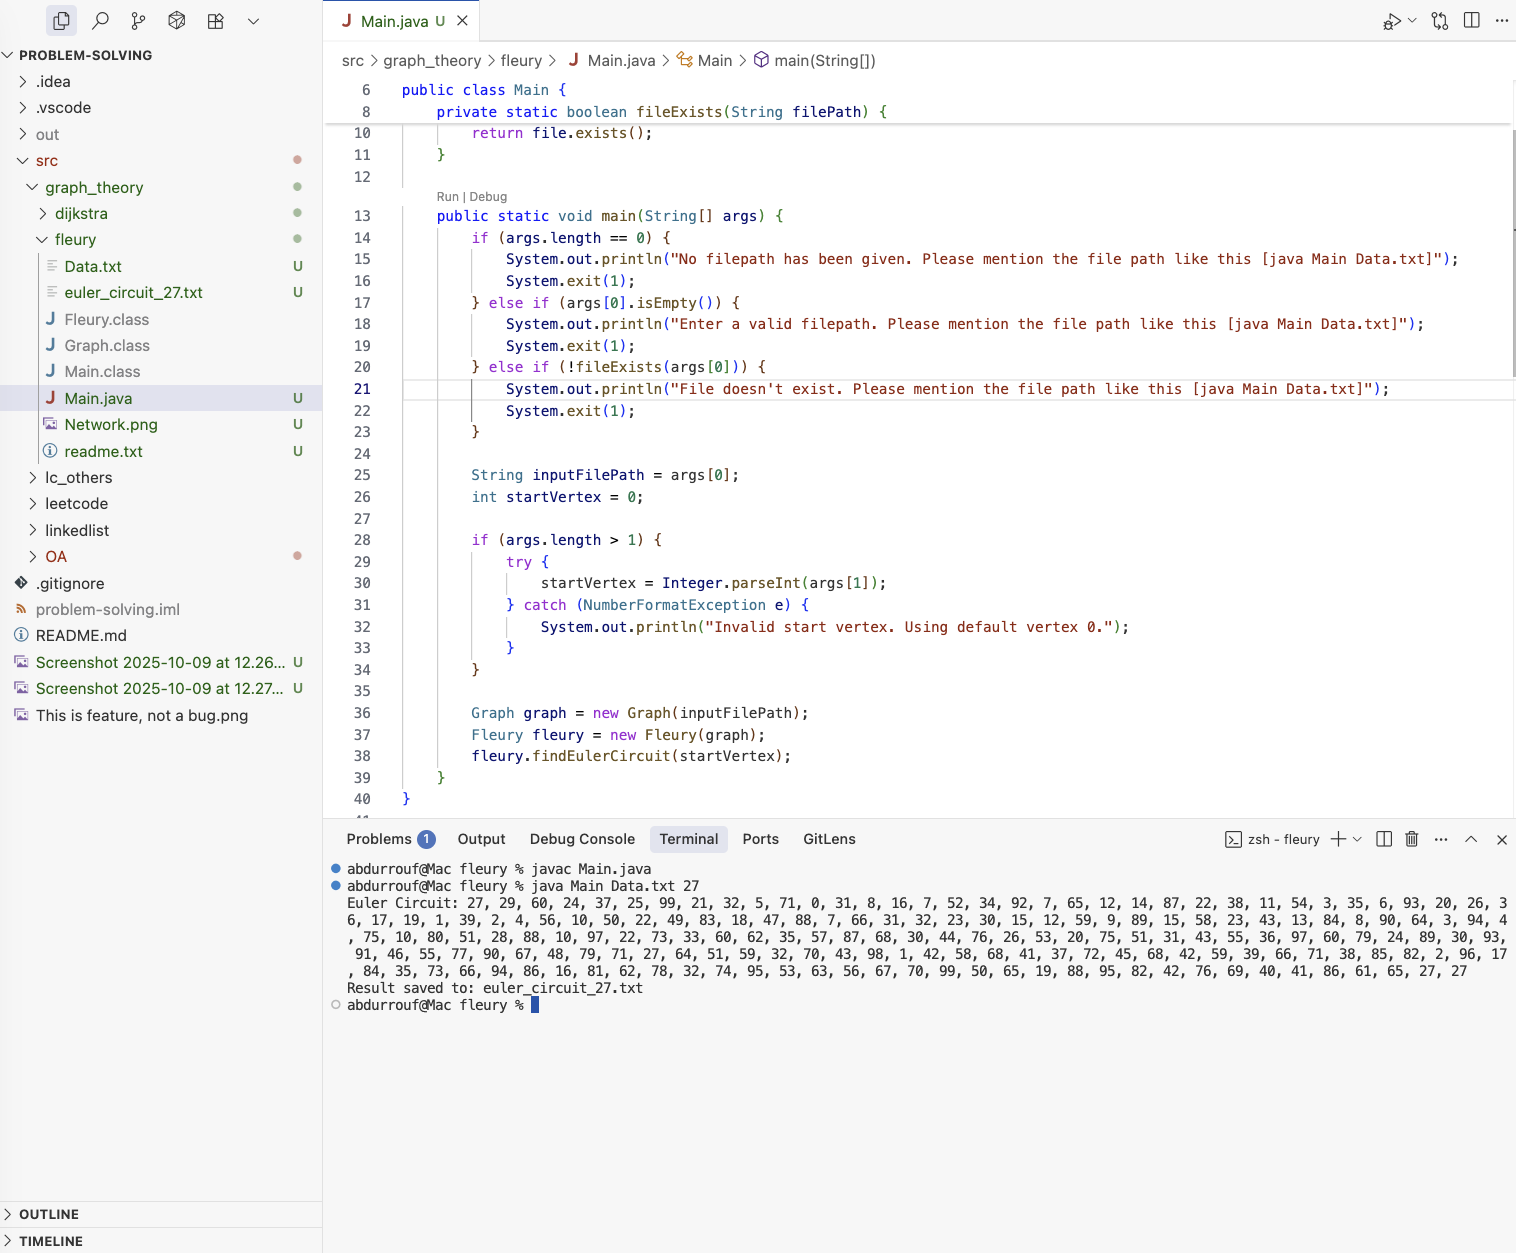 PROBLEM-SOLVING
.idea
.vscode
out
src
graph_theory
dijkstra
fleury
Data.txt U
euler_circuit_27.txt U
Fleury.class
Graph.class
Main.class
Main.java U
Network.png U
readme.txt U
lc_others
leetcode
linkedlist
OA
.gitignore
problem-solving.iml
README.md
Screenshot 2025-10-09 at 12.26... U
Screenshot 2025-10-09 at 12.27... U
This is feature, not a bug.png
OUTLINE
TIMELINE
J Main.java U
src > graph_theory > fleury > J Main.java > Main > main(String[])
6 public class Main {
8 private static boolean fileExists(String filePath) {
10 return file.exists();
11 }
12
Run | Debug
13 public static void main(String[] args) {
14 if (args.length == 0) {
15 System.out.println("No filepath has been given. Please mention the file path like this [java Main Data.txt]");
16 System.exit(1);
17 } else if (args[0].isEmpty()) {
18 System.out.println("Enter a valid filepath. Please mention the file path like this [java Main Data.txt]");
19 System.exit(1);
20 } else if (!fileExists(args[0])) {
21 System.out.println("File doesn't exist. Please mention the file path like this [java Main Data.txt]");
22 System.exit(1);
23 }
24
25 String inputFilePath = args[0];
26 int startVertex = 0;
27
28 if (args.length > 1) {
29 try {
30 startVertex = Integer.parseInt(args[1]);
31 } catch (NumberFormatException e) {
32 System.out.println("Invalid start vertex. Using default vertex 0.");
33 }
34 }
35
36 Graph graph = new Graph(inputFilePath);
37 Fleury fleury = new Fleury(graph);
38 fleury.findEulerCircuit(startVertex);
39 }
40 }
Problems 1 Output Debug Console Terminal Ports GitLens zsh - fleury
abdurrouf@Mac fleury % javac Main.java
abdurrouf@Mac fleury % java Main Data.txt 27
Euler Circuit: 27, 29, 60, 24, 37, 25, 99, 21, 32, 5, 71, 0, 31, 8, 16, 7, 52, 34, 92, 7, 65, 12, 14, 87, 22, 38, 11, 54, 3, 35, 6, 93, 20, 26, 3
6, 17, 19, 1, 39, 2, 4, 56, 10, 50, 22, 49, 83, 18, 47, 88, 7, 66, 31, 32, 23, 30, 15, 12, 59, 9, 89, 15, 58, 23, 43, 13, 84, 8, 90, 64, 3, 94, 4
, 75, 10, 80, 51, 28, 88, 10, 97, 22, 73, 33, 60, 62, 35, 57, 87, 68, 30, 44, 76, 26, 53, 20, 75, 51, 31, 43, 55, 36, 97, 60, 79, 24, 89, 30, 93,
91, 46, 55, 77, 90, 67, 48, 79, 71, 27, 64, 51, 59, 32, 70, 43, 98, 1, 42, 58, 68, 41, 37, 72, 45, 68, 42, 59, 39, 66, 71, 38, 85, 82, 2, 96, 17
, 84, 35, 73, 66, 94, 86, 16, 81, 62, 78, 32, 74, 95, 53, 63, 56, 67, 70, 99, 50, 65, 19, 88, 95, 82, 42, 76, 69, 40, 41, 86, 61, 65, 27, 27
Result saved to: euler_circuit_27.txt
abdurrouf@Mac fleury %